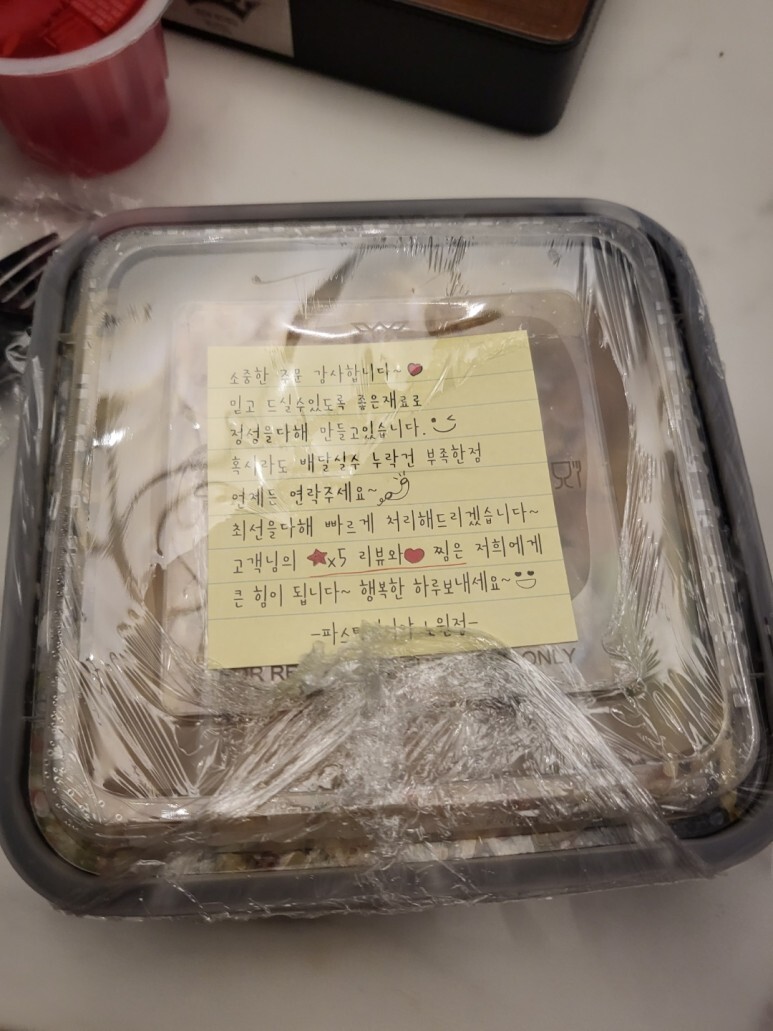 소중한 주문 감사합니다~
믿고 드실수있도록 좋은재료로
정성을다해 만들고있습니다.
혹시라도 배달실수 누락건 부족한점
언제든 연락주세요~
최선을다해 빠르게 처리해드리겠습니다~
고객님의 ★x5 리뷰와♥ 찜은 저희에게
큰 힘이 됩니다~ 행복한 하루보내세요~
ONLY